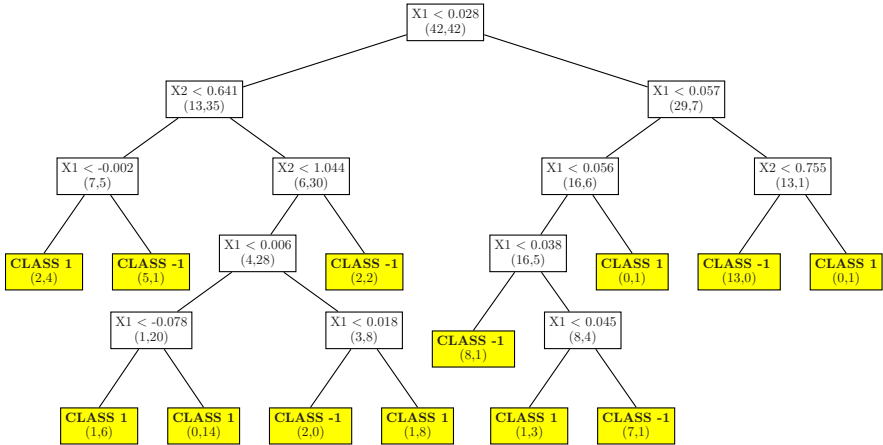 X1 < 0.028
(42,42)
X2 < 0.641
(13,35)
X1 < 0.057
(29,7)
X1 < -0.002
(7,5)
X2 < 1.044
(6,30)
X1 < 0.056
(16,6)
X2 < 0.755
(13,1)
CLASS 1
(2,4)
CLASS -1
(5,1)
X1 < 0.006
(4,28)
CLASS -1
(2,2)
X1 < 0.038
(16,5)
CLASS 1
(0,1)
CLASS -1
(13,0)
CLASS 1
(0,1)
X1 < -0.078
(1,20)
X1 < 0.018
(3,8)
CLASS -1
(8,1)
X1 < 0.045
(8,4)
CLASS 1
(1,6)
CLASS 1
(0,14)
CLASS -1
(2,0)
CLASS 1
(1,8)
CLASS 1
(1,3)
CLASS -1
(7,1)